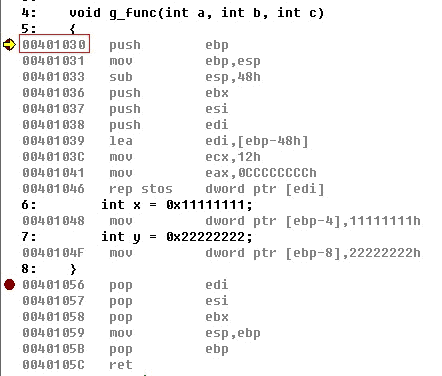 4:    void g_func(int a, int b, int c)
5:    {
00401030   push        ebp
00401031   mov         ebp,esp
00401033   sub         esp,48h
00401036   push        ebx
00401037   push        esi
00401038   push        edi
00401039   lea         edi,[ebp-48h]
0040103C   mov         ecx,12h
00401041   mov         eax,0CCCCCCCCh
00401046   rep stos    dword ptr [edi]
6:        int x = 0x11111111;
00401048   mov         dword ptr [ebp-4],11111111h
7:        int y = 0x22222222;
0040104F   mov         dword ptr [ebp-8],22222222h
8:    }
00401056   pop         edi
00401057   pop         esi
00401058   pop         ebx
00401059   mov         esp,ebp
0040105B   pop         ebp
0040105C   ret